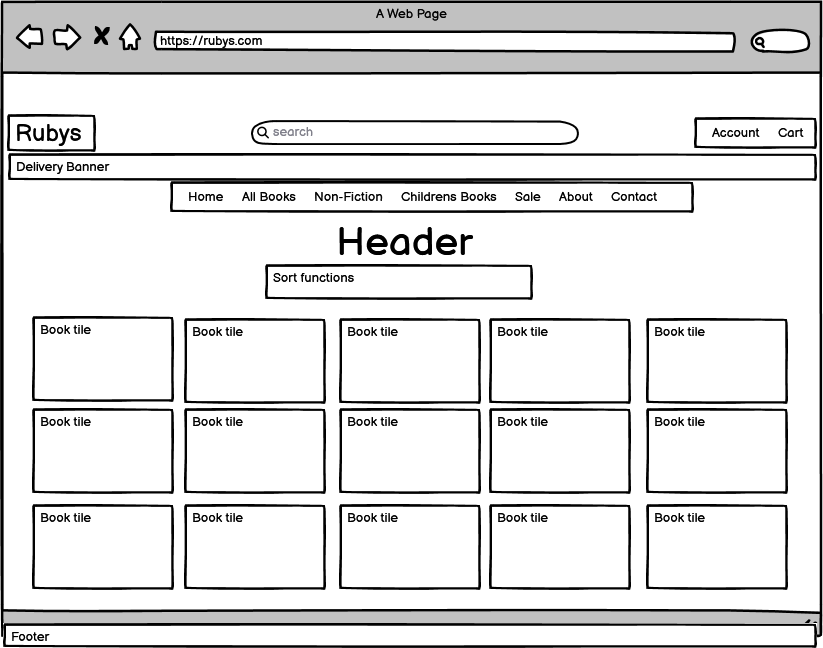 A Web Page
https://rubys.com
Rubys
search
Account Cart
Delivery Banner
Home All Books Non-Fiction Childrens Books Sale About Contact
Header
Sort functions
Book tile Book tile Book tile Book tile Book tile
Book tile Book tile Book tile Book tile Book tile
Book tile Book tile Book tile Book tile Book tile
Footer